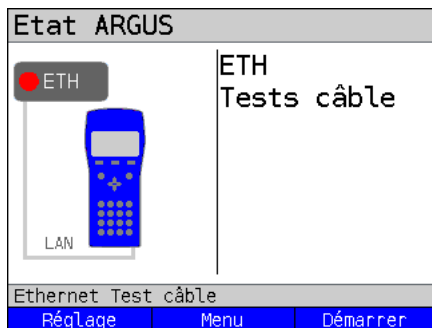 Etat ARGUS
ETH
ETH
Tests câble
LAN
Ethernet Test câble
Réglage Menu Démarrer